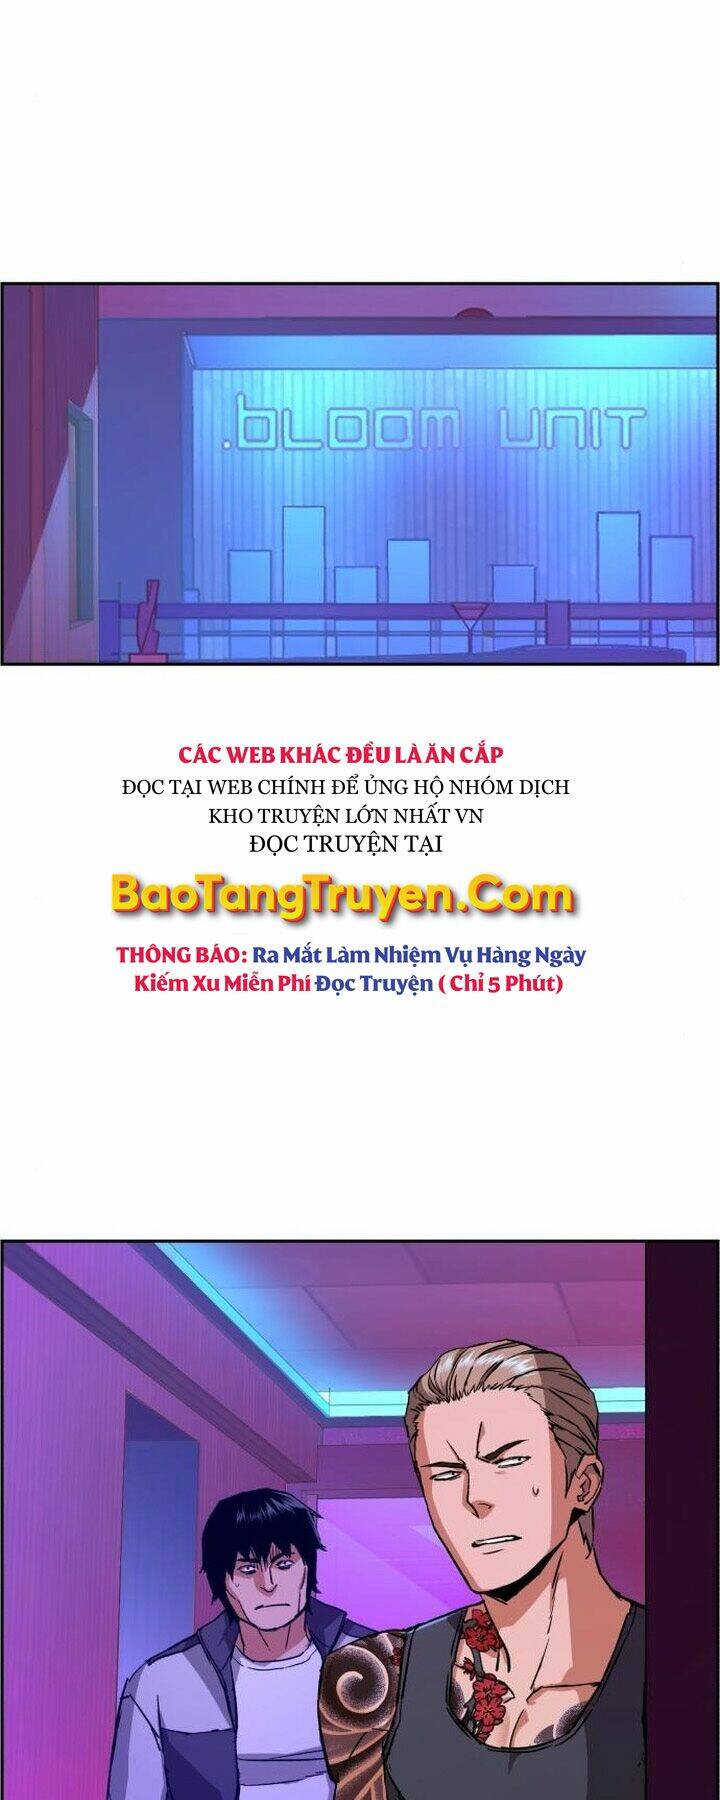 .bLOOM UNIT
CÁC WEB KHÁC ĐỀU LÀ ĂN CẮP
ĐỌC TẠI WEB CHÍNH ĐỂ ỦNG HỘ NHÓM DỊCH
KHO TRUYỆN LỚN NHẤT VN
ĐỌC TRUYỆN TẠI
BaoTangTruyen.Com
THÔNG BÁO: Ra Mắt Làm Nhiệm Vụ Hàng Ngày
Kiếm Xu Miễn Phí Đọc Truyện ( Chỉ 5 Phút)